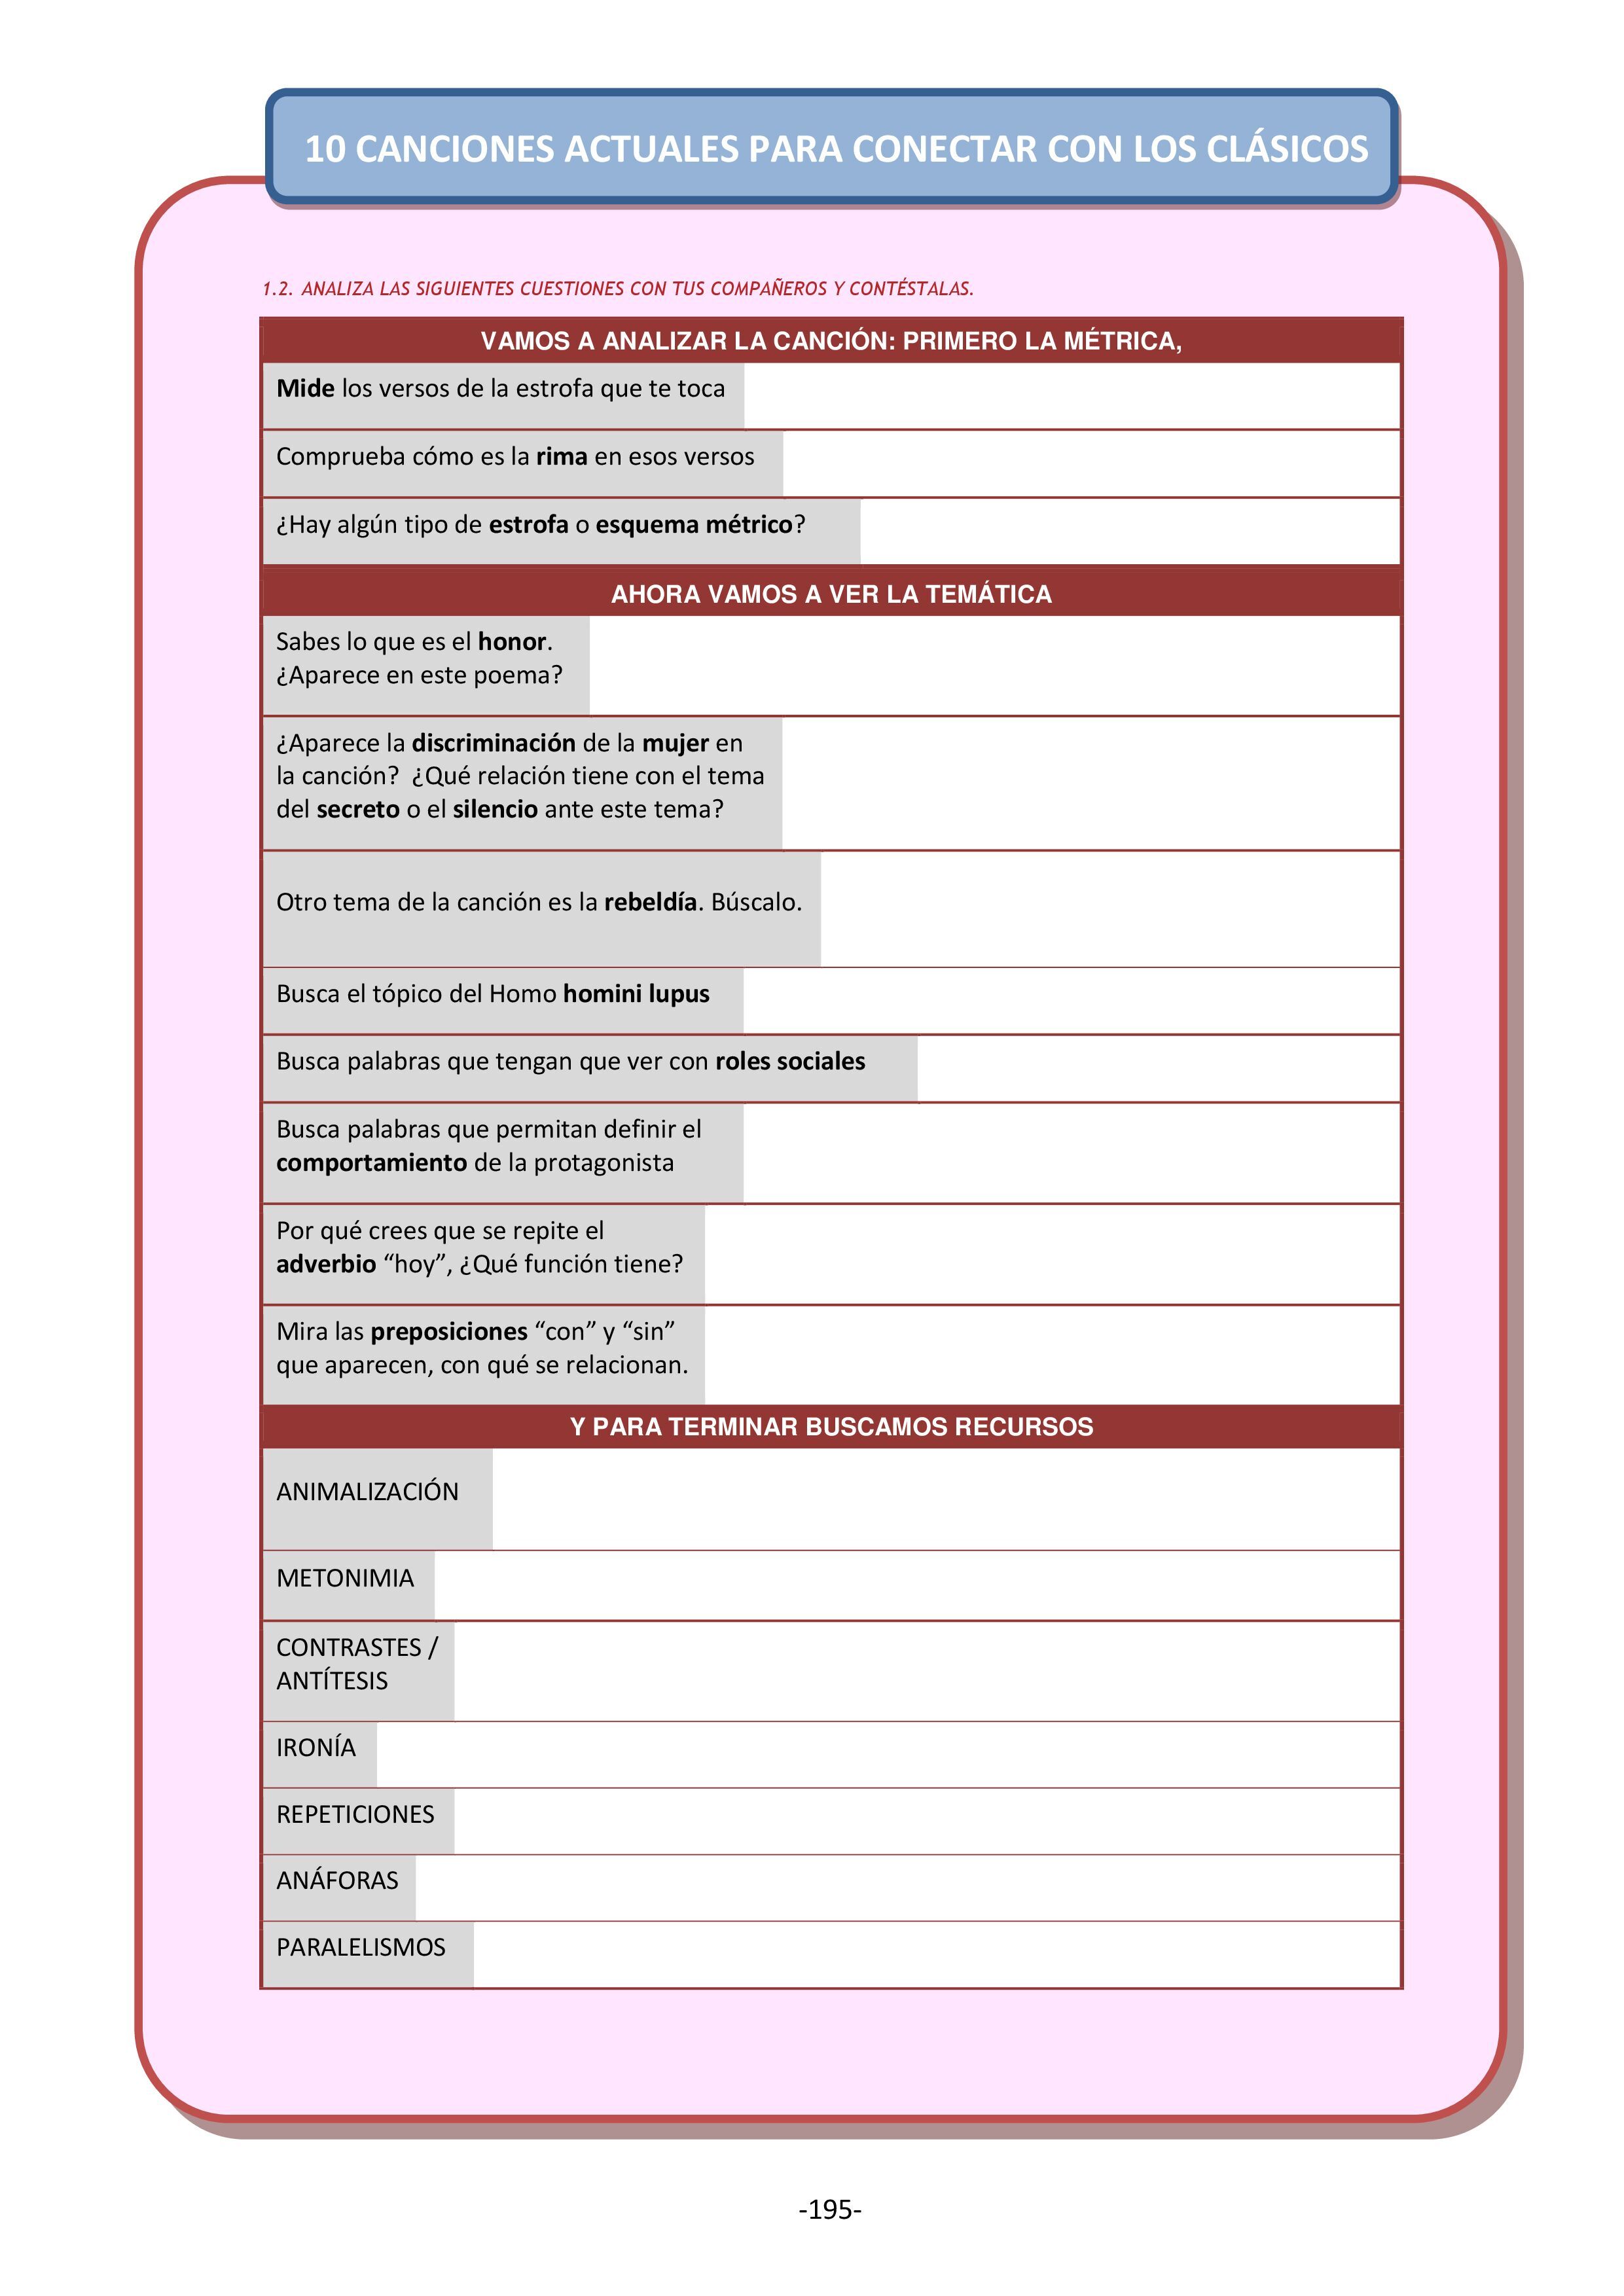 10 CANCIONES ACTUALES PARA CONECTAR CON LOS CLÁSICOS
1.2. ANALIZA LAS SIGUIENTES CUESTIONES CON TUS COMPAÑEROS Y CONTÉSTALAS.
VAMOS A ANALIZAR LA CANCIÓN: PRIMERO LA MÉTRICA,
Mide los versos de la estrofa que te toca
Comprueba cómo es la rima en esos versos
¿Hay algún tipo de estrofa o esquema métrico?
AHORA VAMOS A VER LA TEMÁTICA
Sabes lo que es el honor.
¿Aparece en este poema?
¿Aparece la discriminación de la mujer en
la canción? ¿Qué relación tiene con el tema
del secreto o el silencio ante este tema?
Otro tema de la canción es la rebeldía. Búscalo.
Busca el tópico del Homo homini lupus
Busca palabras que tengan que ver con roles sociales
Busca palabras que permitan definir el
comportamiento de la protagonista
Por qué crees que se repite el
adverbio “hoy”, ¿Qué función tiene?
Mira las preposiciones “con” y “sin”
que aparecen, con qué se relacionan.
Y PARA TERMINAR BUSCAMOS RECURSOS
ANIMALIZACIÓN
METONIMIA
CONTRASTES /
ANTÍTESIS
IRONÍA
REPETICIONES
ANÁFORAS
PARALELISMOS
-195-